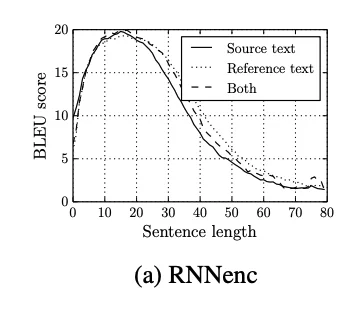 20
15
10
5
0
BLEU score
Source text
Reference text
Both
0 10 20 30 40 50 60 70 80
Sentence length
(a) RNNenc